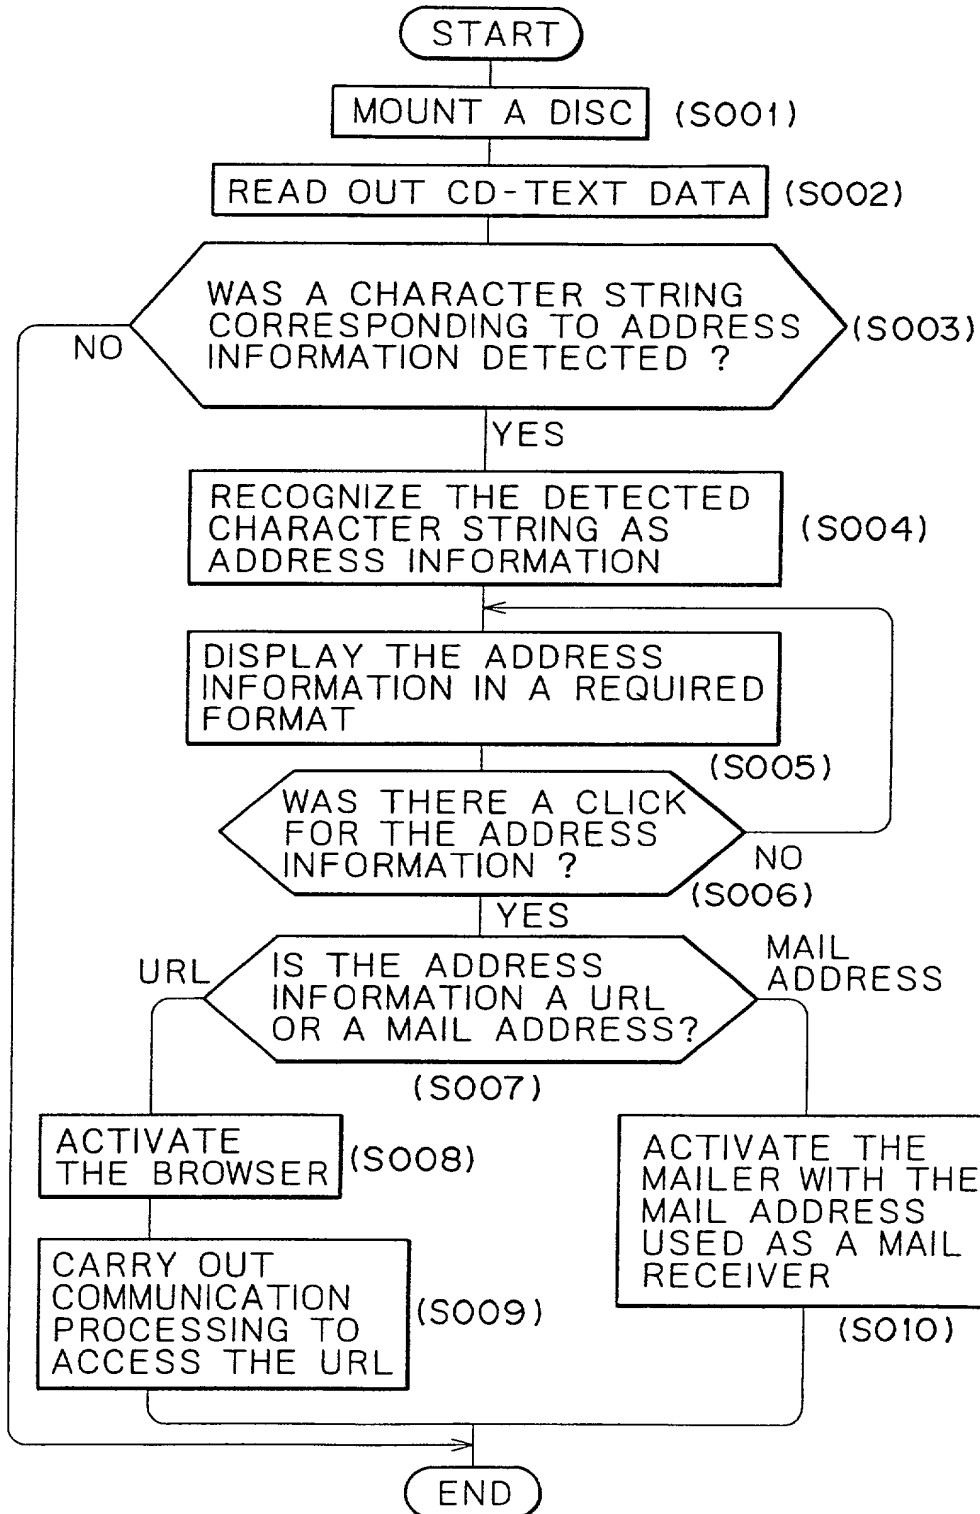 START
MOUNT A DISC (S001)
READ OUT CD-TEXT DATA (S002)
WAS A CHARACTER STRING
CORRESPONDING TO ADDRESS
INFORMATION DETECTED ?
(S003)
NO
YES
RECOGNIZE THE DETECTED
CHARACTER STRING AS
ADDRESS INFORMATION
(S004)
DISPLAY THE ADDRESS
INFORMATION IN A REQUIRED
FORMAT
(S005)
WAS THERE A CLICK
FOR THE ADDRESS
INFORMATION ?
NO
(S006)
YES
URL
IS THE ADDRESS
INFORMATION A URL
OR A MAIL ADDRESS?
MAIL
ADDRESS
(S007)
ACTIVATE
THE BROWSER
(S008)
CARRY OUT
COMMUNICATION
PROCESSING TO
ACCESS THE URL
(S009)
ACTIVATE THE
MAILER WITH THE
MAIL ADDRESS
USED AS A MAIL
RECEIVER
(S010)
END